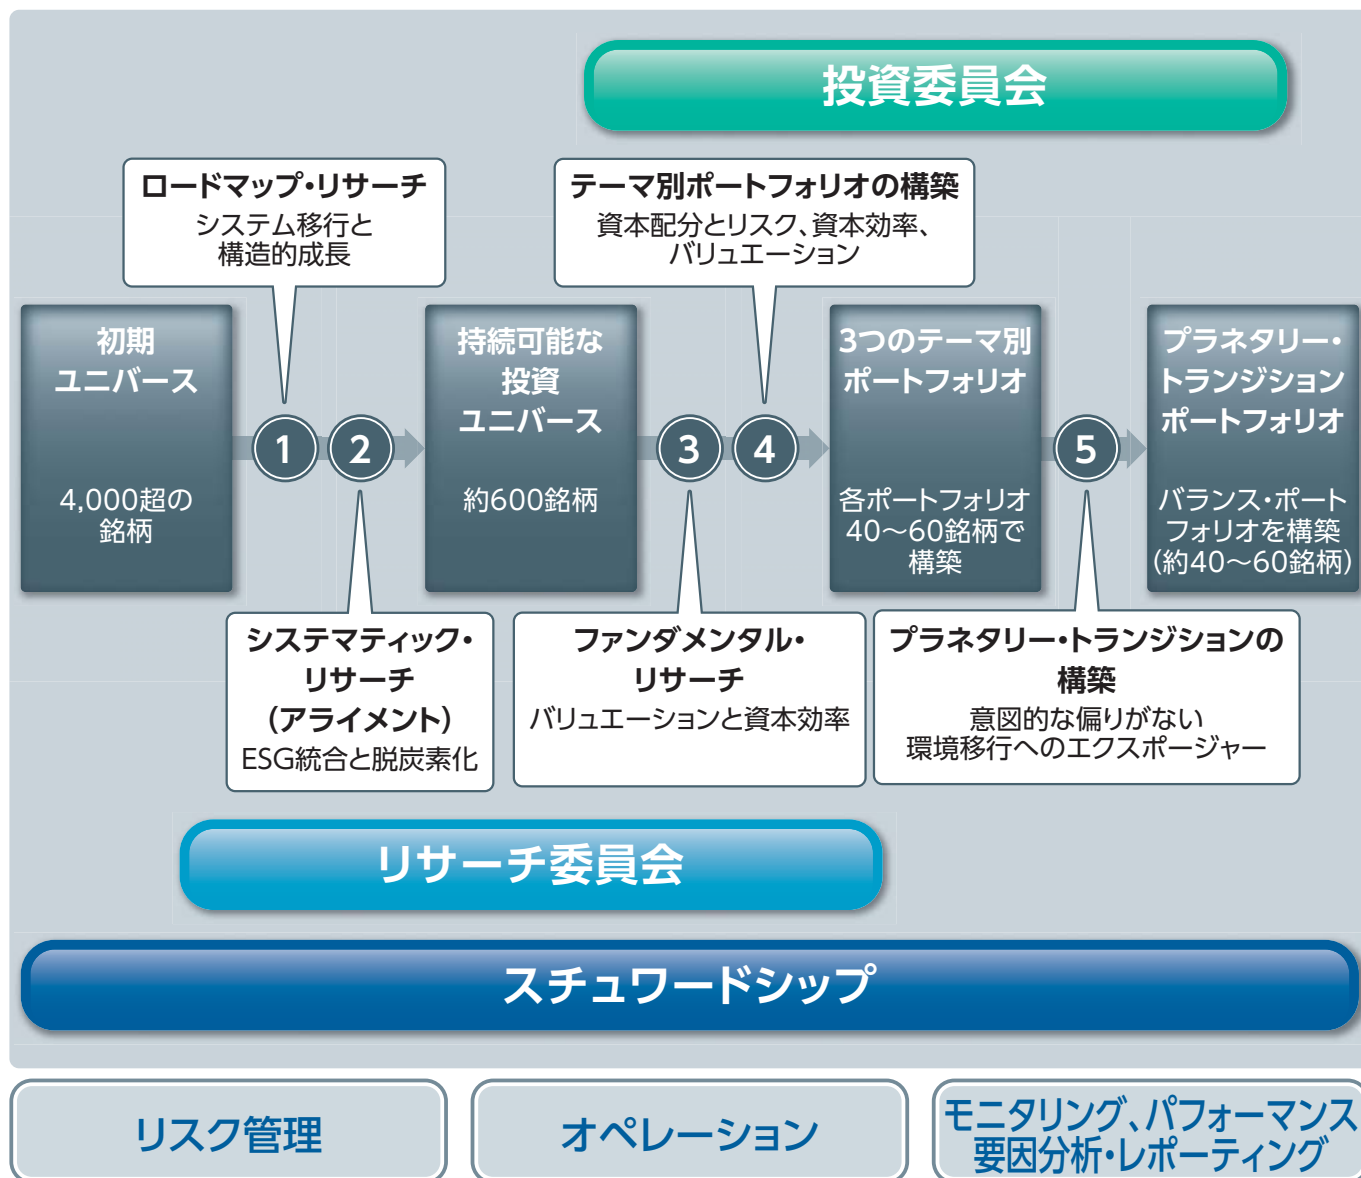 投資委員会
ロードマップ・リサーチ
システム移行と
構造的成長
テーマ別ポートフォリオの構築
資本配分とリスク、資本効率、
バリュエーション
初期
ユニバース
4,000超の
銘柄
1
2
持続可能な
投資
ユニバース
約600銘柄
3
4
3つのテーマ別
ポートフォリオ
各ポートフォリオ
40〜60銘柄で
構築
5
プラネタリー・
トランジション
ポートフォリオ
バランス・ポート
フォリオを構築
(約40〜60銘柄)
システマティック・
リサーチ
(アライメント)
ESG統合と脱炭素化
ファンダメンタル・
リサーチ
バリュエーションと資本効率
プラネタリー・トランジションの
構築
意図的な偏りがない
環境移行へのエクスポージャー
リサーチ委員会
スチュワードシップ
リスク管理
オペレーション
モニタリング、パフォーマンス
要因分析・レポーティング